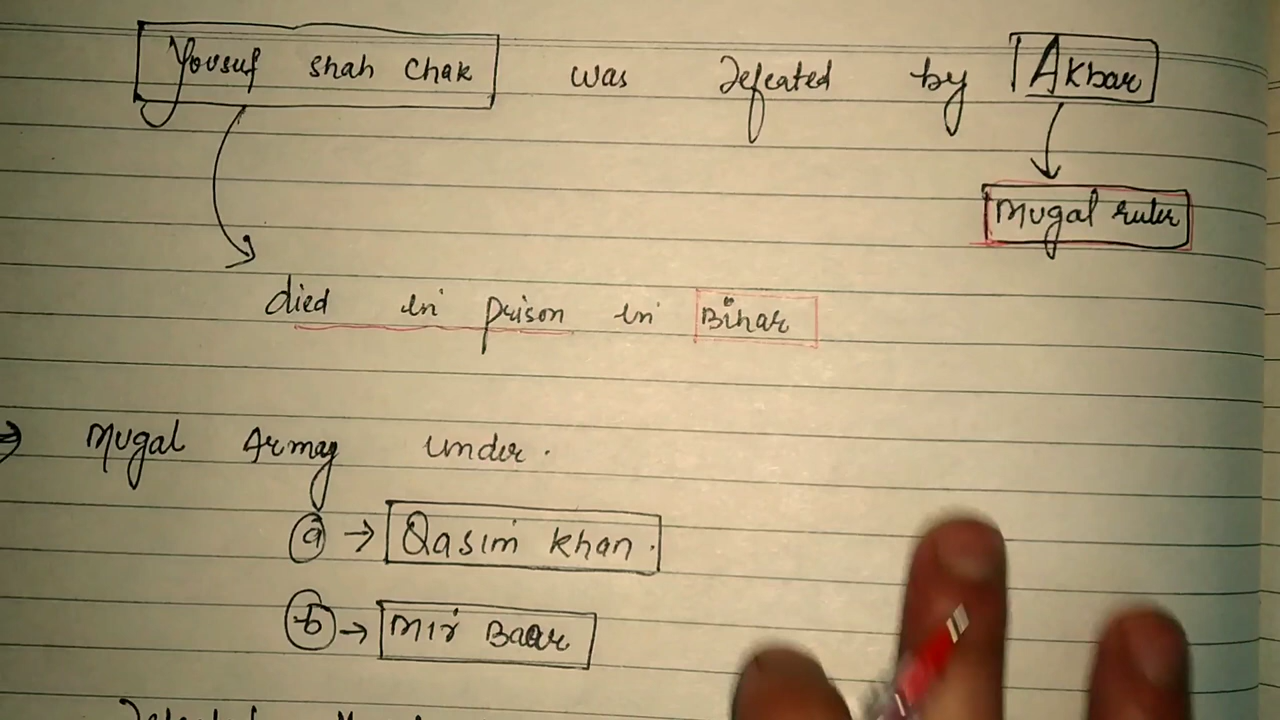 Yousuf shah Chak was defeated by Akbar
Mugal ruler
died in prison in Bihar
⇒ Mugal Armay under.
a → Qasim khan.
b → Mir Baar